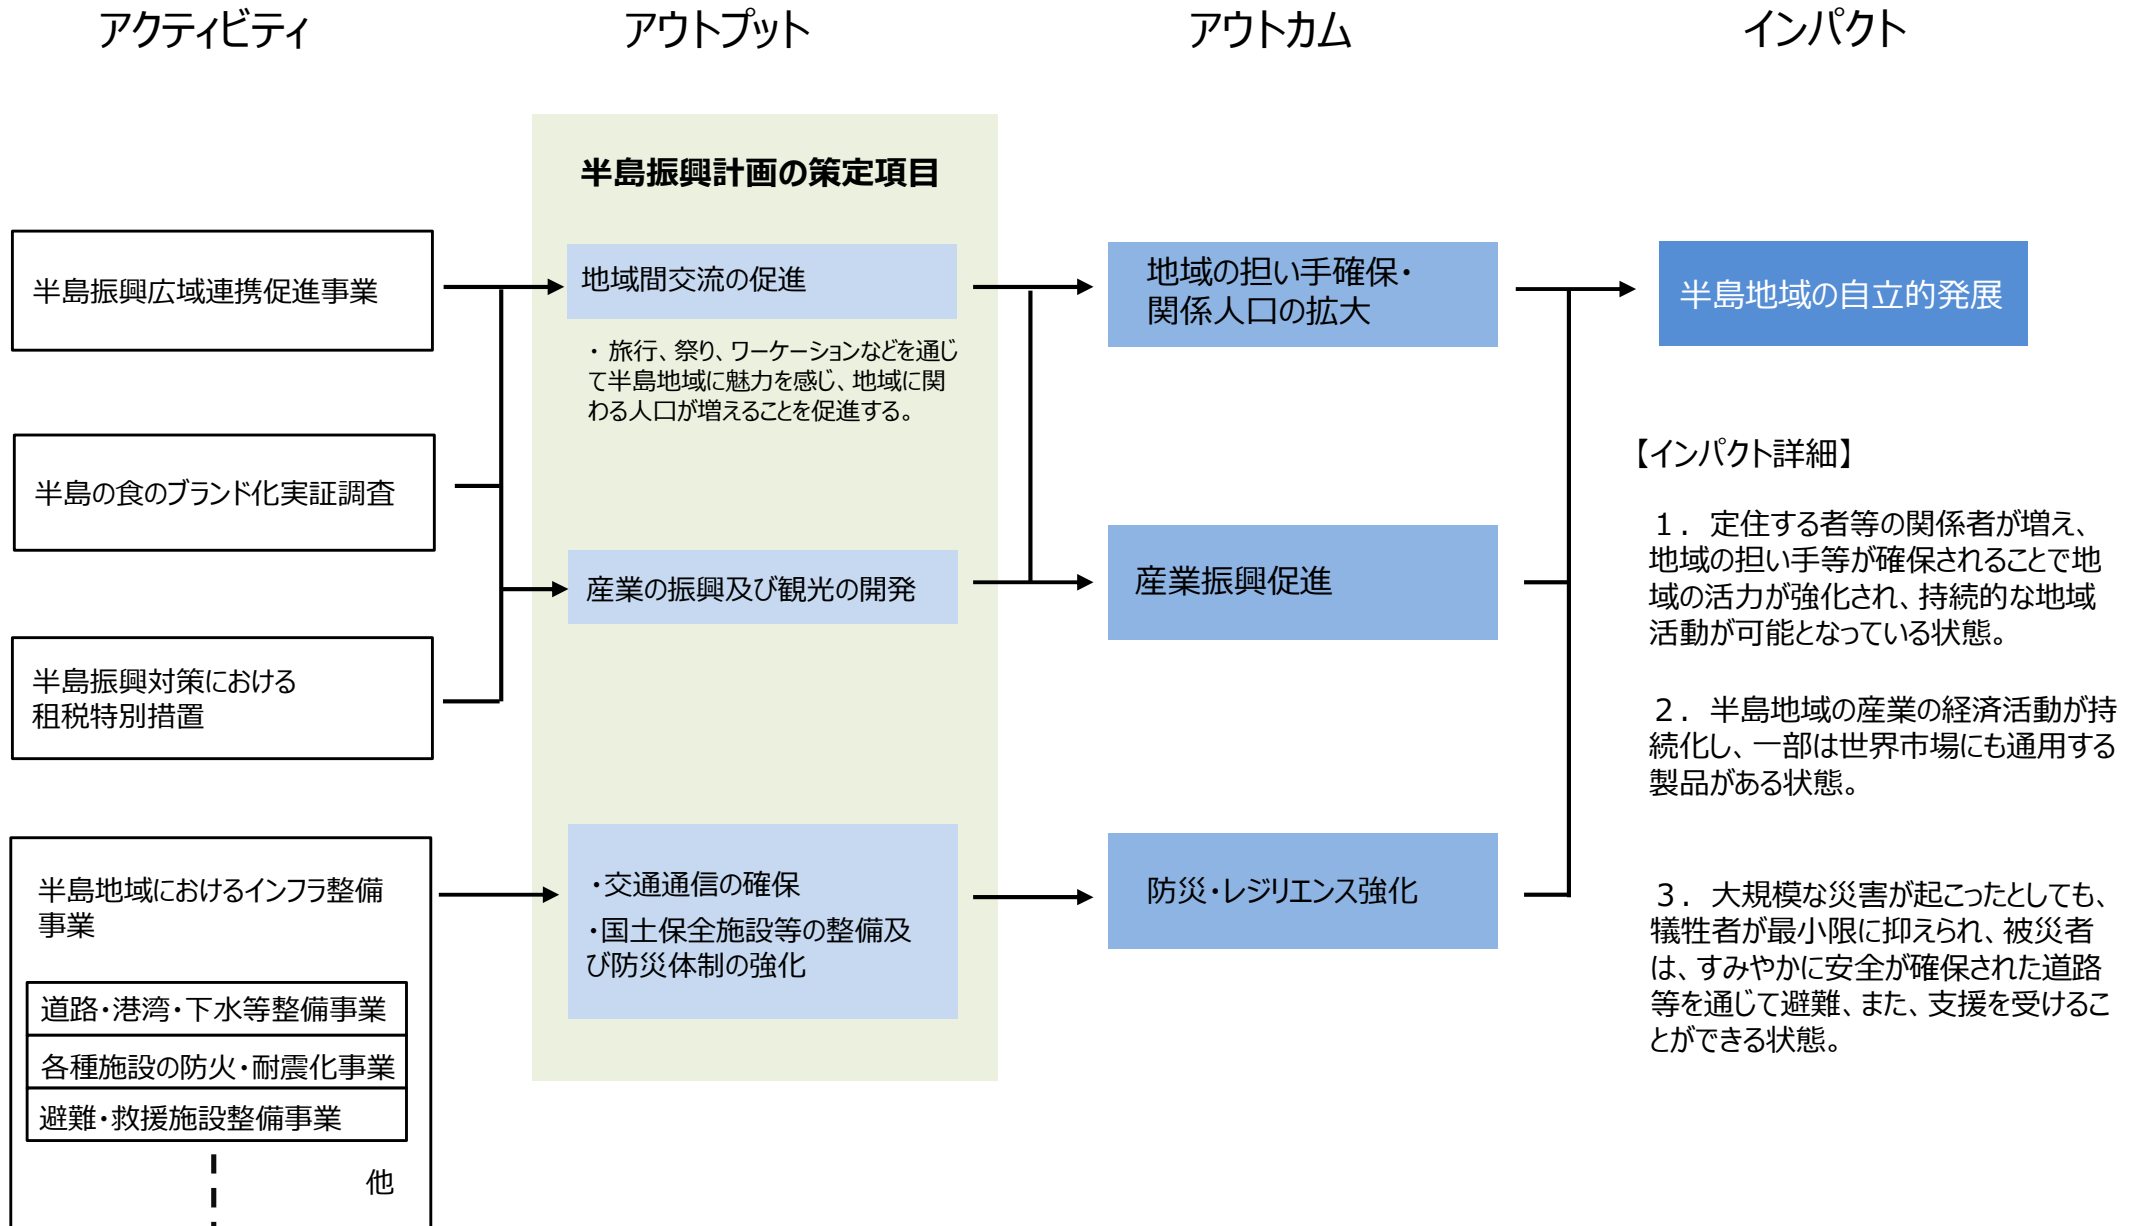 アクティビティ
アウトプット
アウトカム
インパクト
半島振興計画の策定項目
半島振興広域連携促進事業
半島の食のブランド化実証調査
半島振興対策における
租税特別措置
半島地域におけるインフラ整備
事業
道路・港湾・下水等整備事業
各種施設の防火・耐震化事業
避難・救援施設整備事業
他
地域間交流の促進
・ 旅行、祭り、ワーケーションなどを通じ
て半島地域に魅力を感じ、地域に関
わる人口が増えることを促進する。
産業の振興及び観光の開発
・交通通信の確保
・国土保全施設等の整備及
び防災体制の強化
地域の担い手確保・
関係人口の拡大
産業振興促進
防災・レジリエンス強化
半島地域の自立的発展
【インパクト詳細】
１．定住する者等の関係者が増え、
地域の担い手等が確保されることで地
域の活力が強化され、持続的な地域
活動が可能となっている状態。
２．半島地域の産業の経済活動が持
続化し、一部は世界市場にも通用する
製品がある状態。
３．大規模な災害が起こったとしても、
犠牲者が最小限に抑えられ、被災者
は、すみやかに安全が確保された道路
等を通じて避難、また、支援を受けるこ
とができる状態。